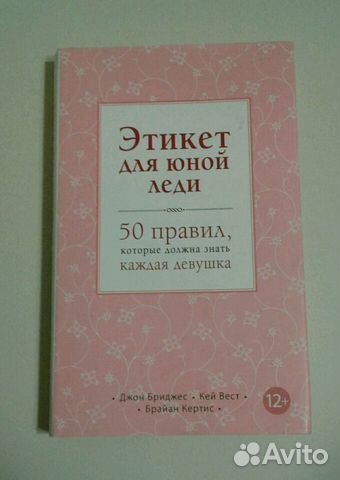 Этикет
для юной
леди
50 правил,
которые должна знать
каждая девушка
• Джон Бриджес • Кей Вест •
• Брайан Кертис •
12+
Avito